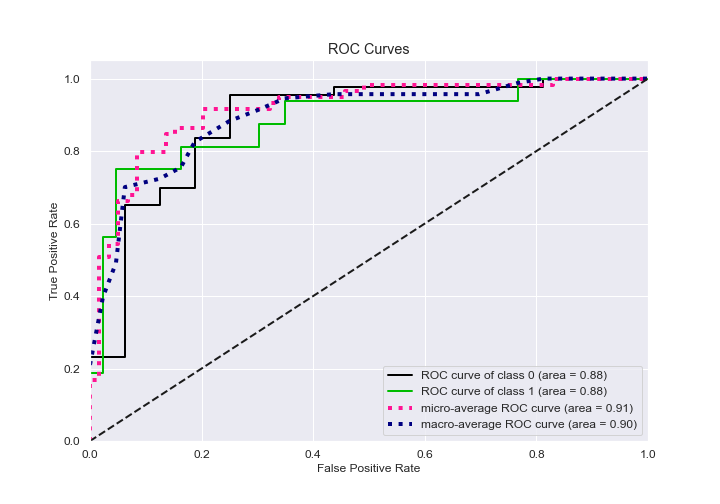 ROC Curves
True Positive Rate
1.0
0.8
0.6
0.4
0.2
0.0
ROC curve of class 0 (area = 0.88)
ROC curve of class 1 (area = 0.88)
micro-average ROC curve (area = 0.91)
macro-average ROC curve (area = 0.90)
0.0 0.2 0.4 0.6 0.8 1.0
False Positive Rate